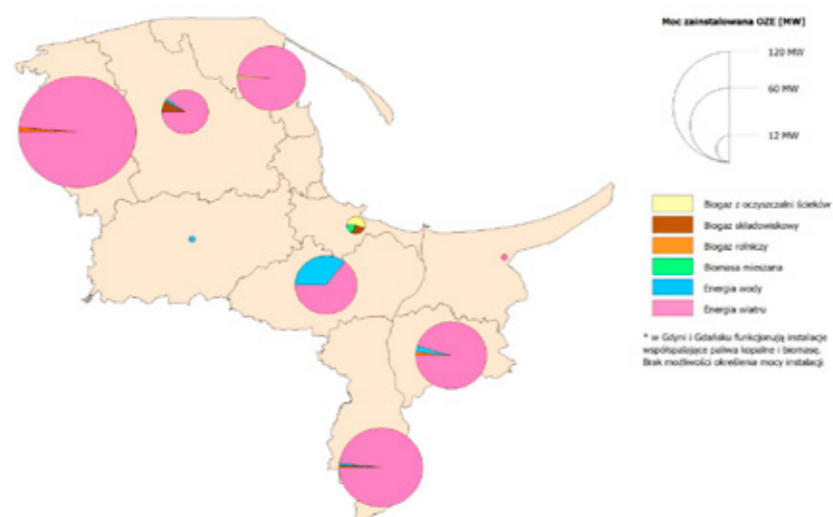 Moc zainstalowana OZE [MW]
120 MW
60 MW
12 MW
Biogaz z oczyszczalni ścieków
Biogaz składowiskowy
Biogaz rolniczy
Biomasa mieszana
Energia wody
Energia wiatru
* w Gdyni i Gdańsku funkcjonują instalacje
współspalające paliwa kopalne i biomasę.
Brak możliwości określenia mocy instalacji